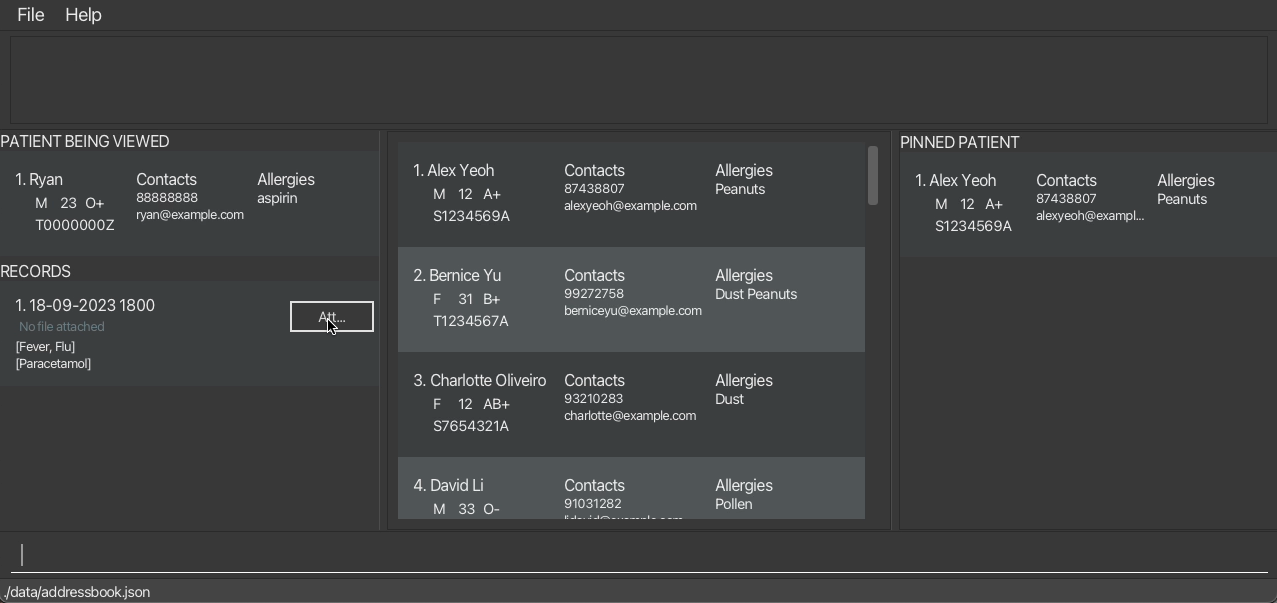 File Help
PATIENT BEING VIEWED
1. Ryan
M 23 O+
T0000000Z
Contacts
88888888
ryan@example.com
Allergies
aspirin
RECORDS
1. 18-09-2023 1800
No file attached
[Fever, Flu]
[Paracetamol]
Att...
1. Alex Yeoh
M 12 A+
S1234569A
Contacts
87438807
alexyeoh@example.com
Allergies
Peanuts
2. Bernice Yu
F 31 B+
T1234567A
Contacts
99272758
berniceyu@example.com
Allergies
Dust Peanuts
3. Charlotte Oliveiro
F 12 AB+
S7654321A
Contacts
93210283
charlotte@example.com
Allergies
Dust
4. David Li
M 33 O-
Contacts
91031282
lidavid@example.com
Allergies
Pollen
PINNED PATIENT
1. Alex Yeoh
M 12 A+
S1234569A
Contacts
87438807
alexyeoh@exampl...
Allergies
Peanuts
./data/addressbook.json